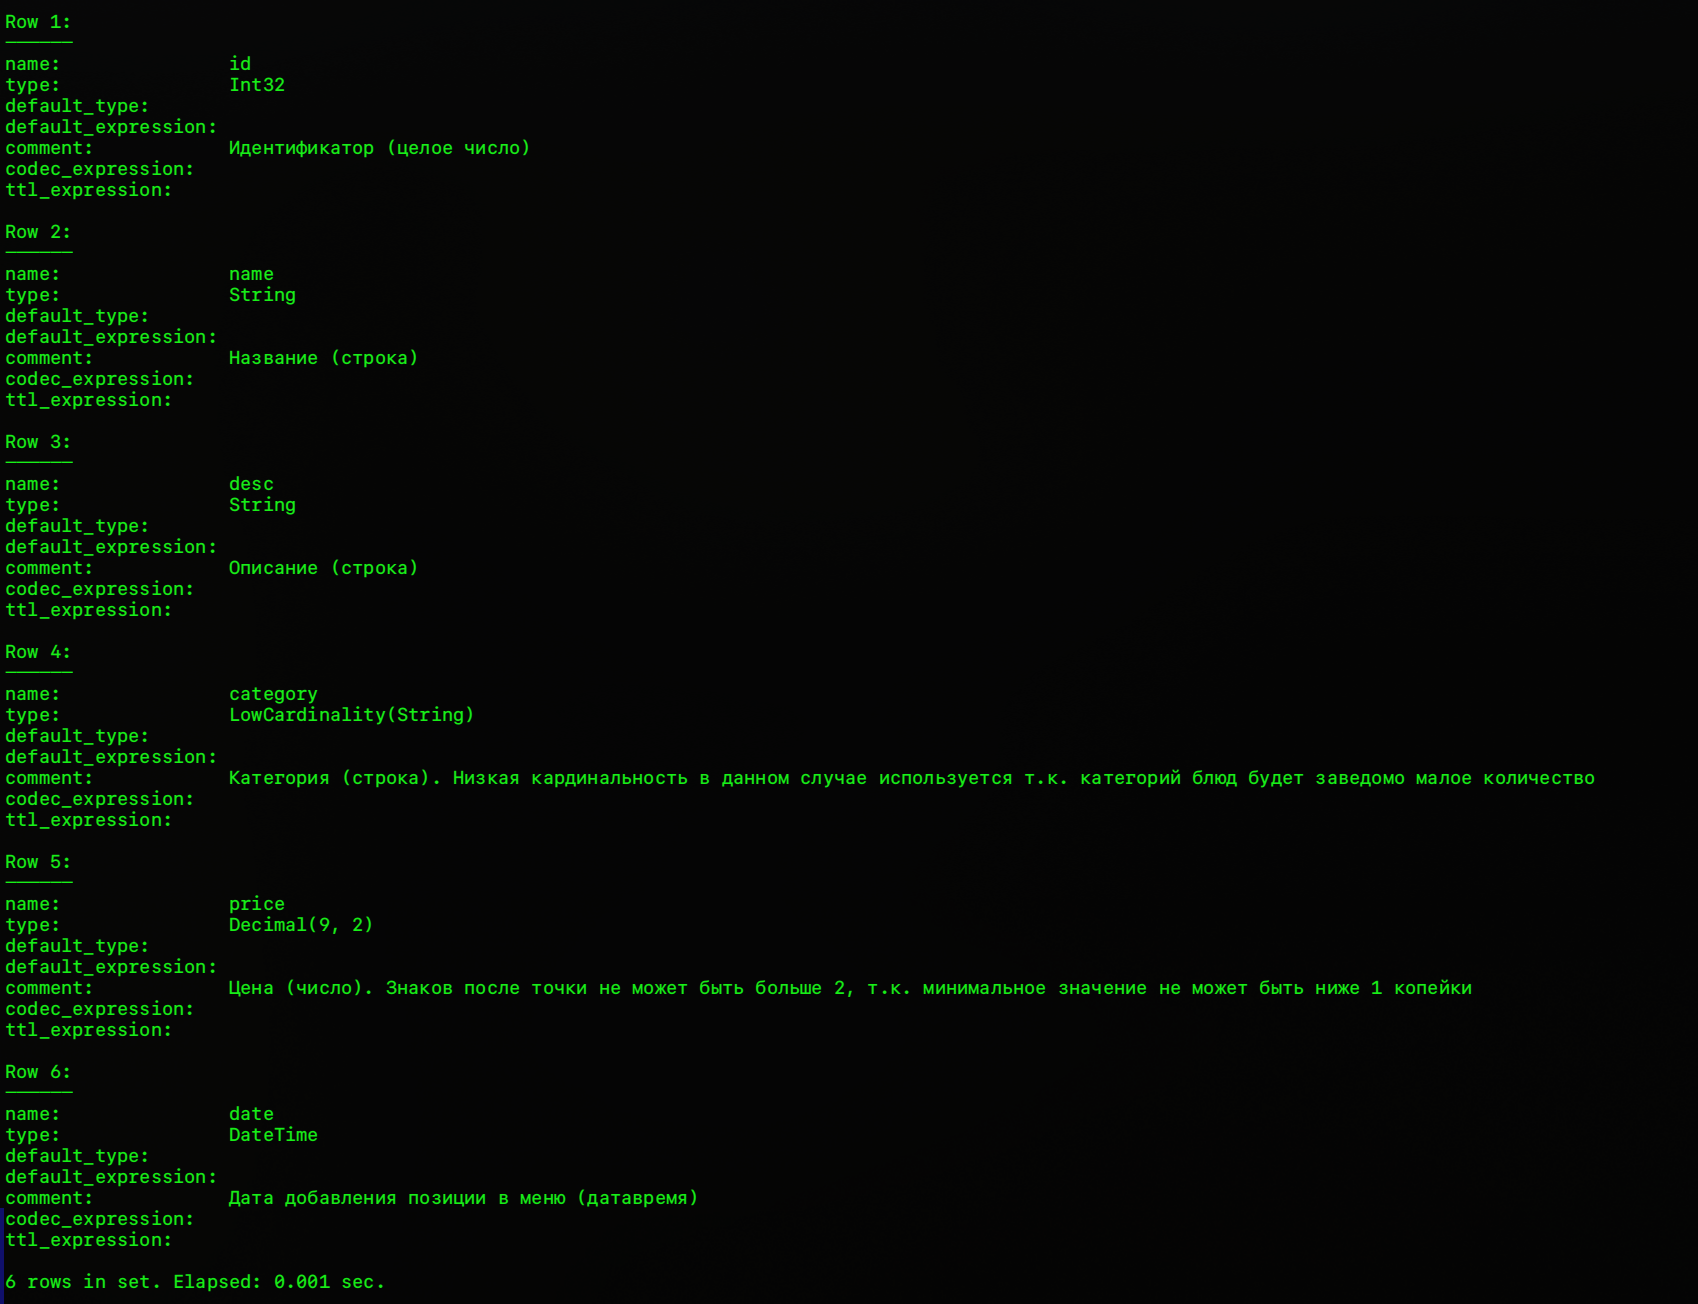 Row 1:
──────
name:               id
type:               Int32
default_type:
default_expression:
comment:            Идентификатор (целое число)
codec_expression:
ttl_expression:

Row 2:
──────
name:               name
type:               String
default_type:
default_expression:
comment:            Название (строка)
codec_expression:
ttl_expression:

Row 3:
──────
name:               desc
type:               String
default_type:
default_expression:
comment:            Описание (строка)
codec_expression:
ttl_expression:

Row 4:
──────
name:               category
type:               LowCardinality(String)
default_type:
default_expression:
comment:            Категория (строка). Низкая кардинальность в данном случае используется т.к. категорий блюд будет заведомо малое количество
codec_expression:
ttl_expression:

Row 5:
──────
name:               price
type:               Decimal(9, 2)
default_type:
default_expression:
comment:            Цена (число). Знаков после точки не может быть больше 2, т.к. минимальное значение не может быть ниже 1 копейки
codec_expression:
ttl_expression:

Row 6:
──────
name:               date
type:               DateTime
default_type:
default_expression:
comment:            Дата добавления позиции в меню (датавремя)
codec_expression:
ttl_expression:

6 rows in set. Elapsed: 0.001 sec.